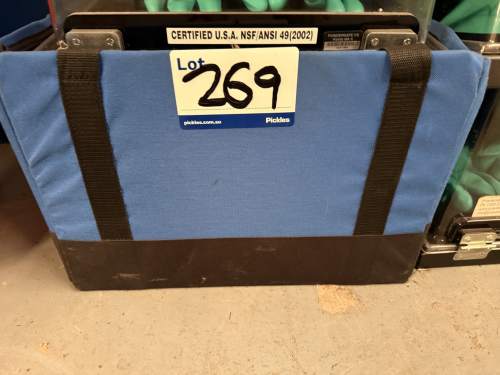 CERTIFIED U.S.A. NSF/ANSI 49(2002)
Lot
269
pickles.com.au Pickles